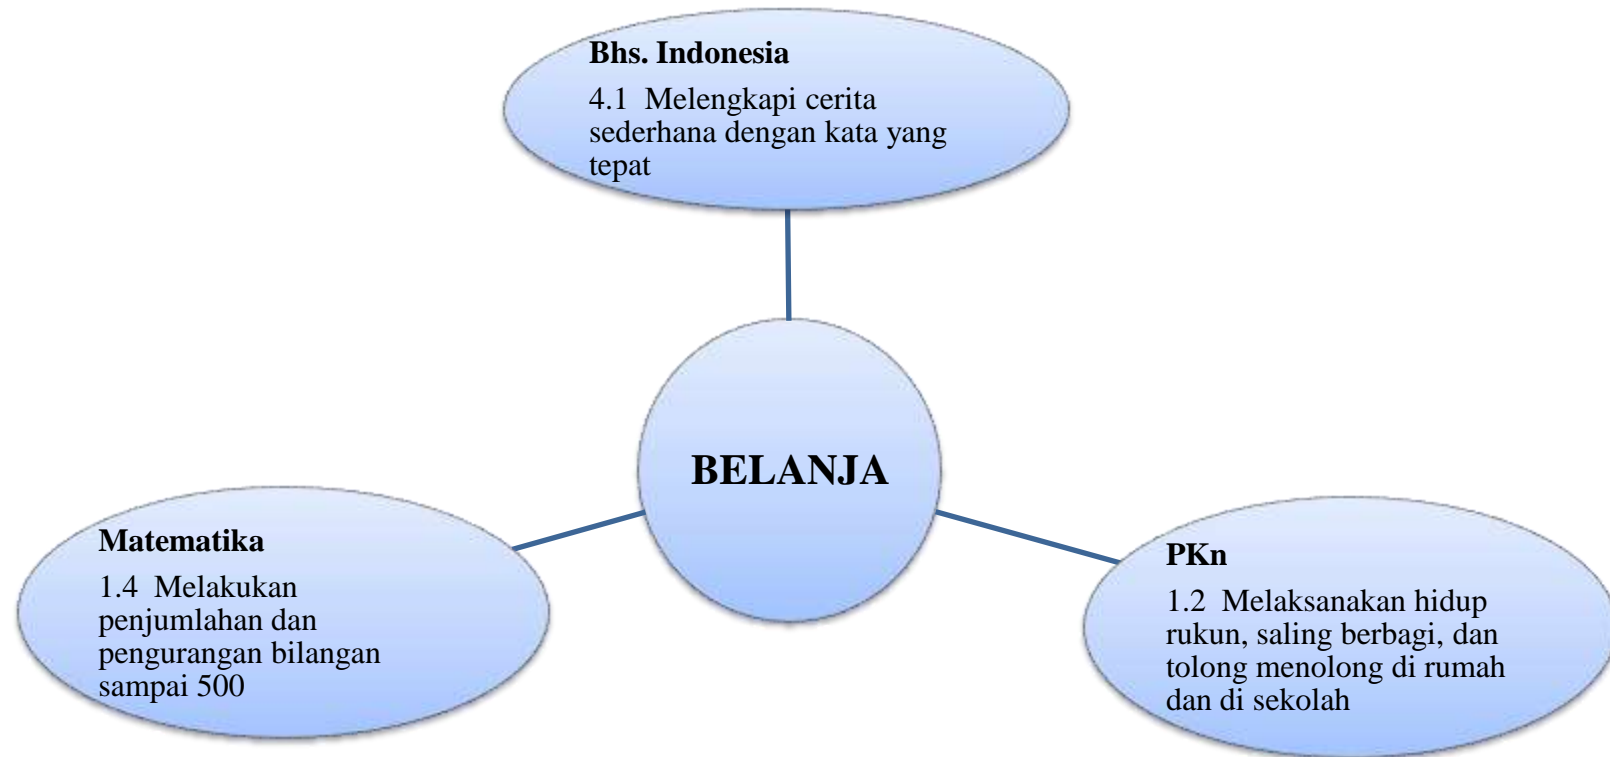 Bhs. Indonesia
4.1 Melengkapi cerita
sederhana dengan kata yang
tepat
BELANJA
Matematika
1.4 Melakukan
penjumlahan dan
pengurangan bilangan
sampai 500
PKn
1.2 Melaksanakan hidup
rukun, saling berbagi, dan
tolong menolong di rumah
dan di sekolah